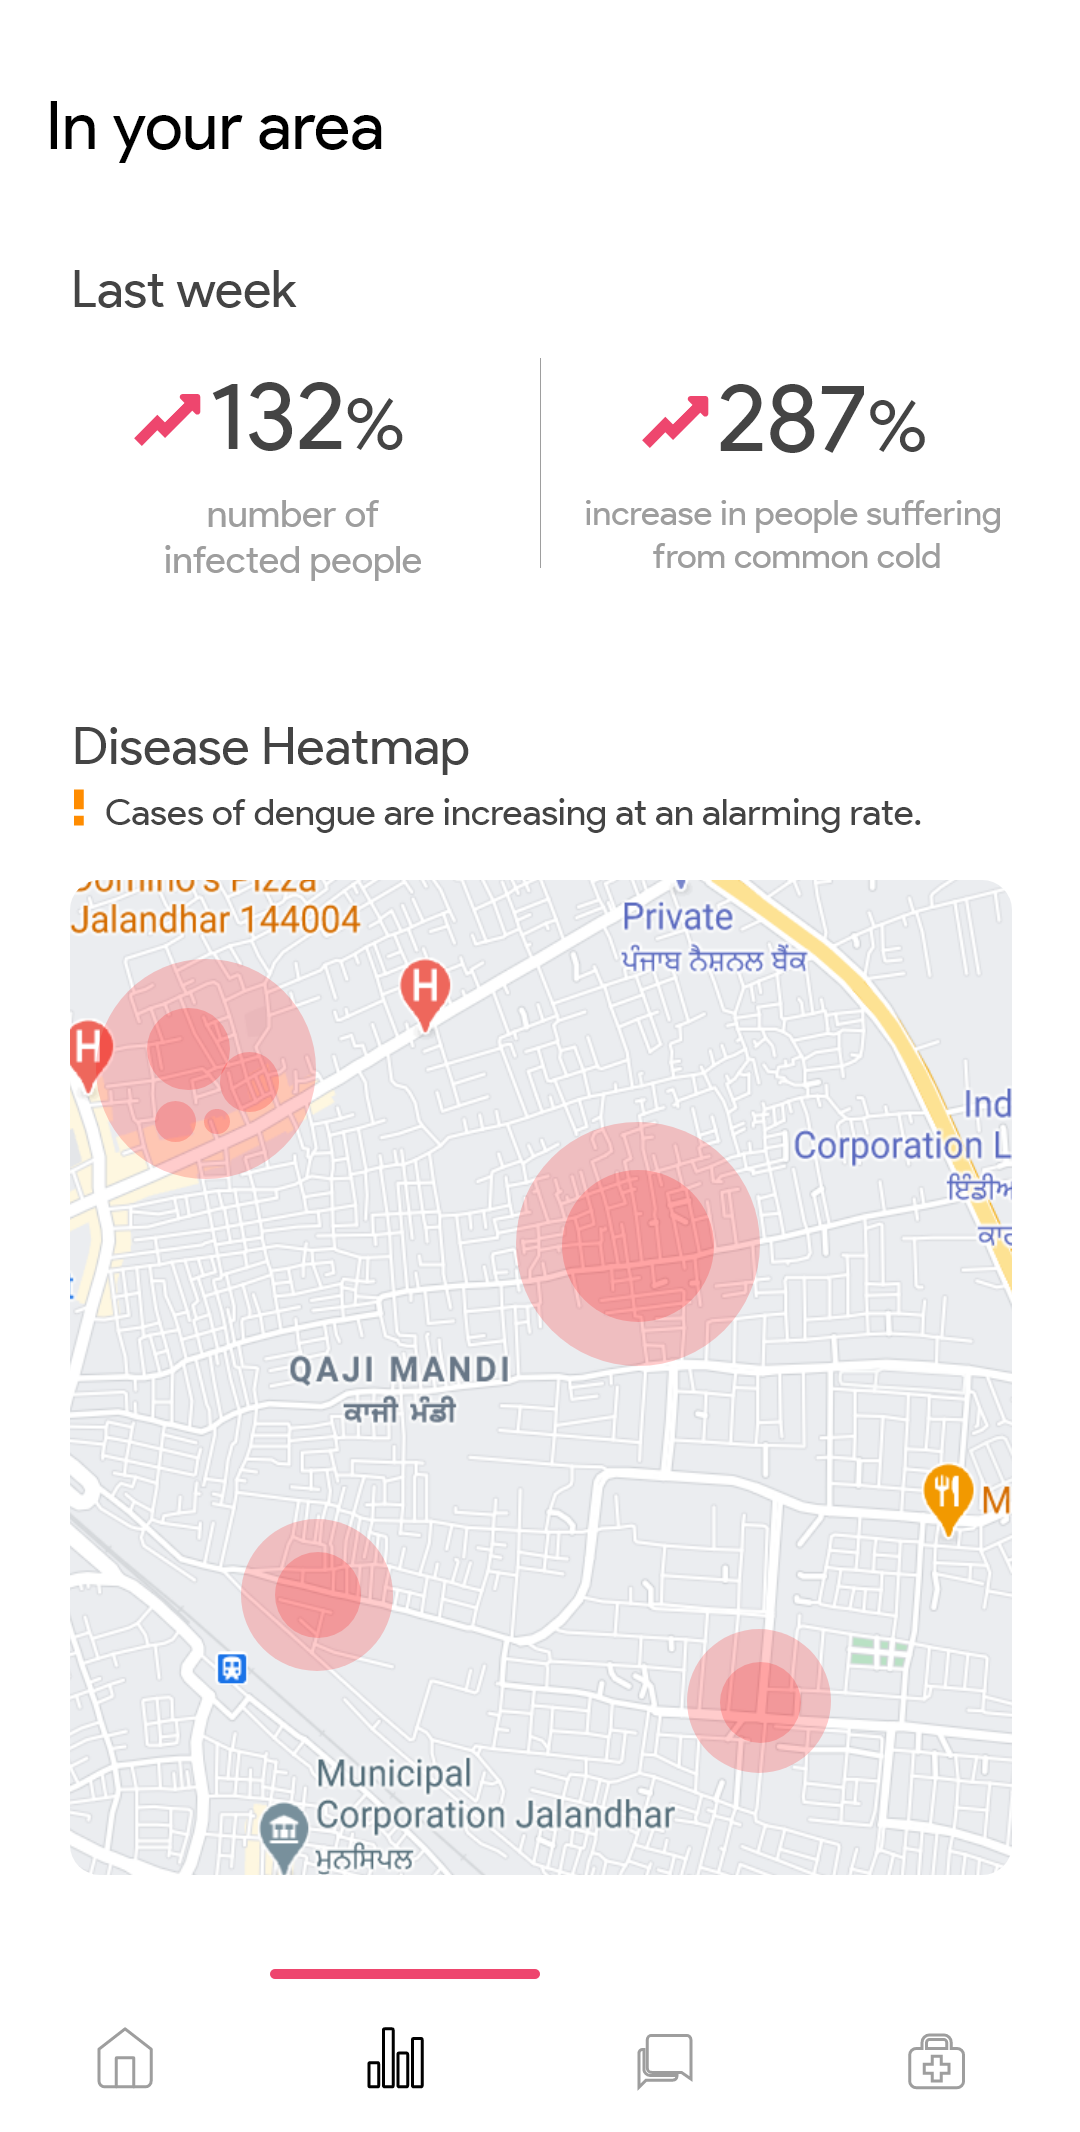 In your area
Last week
132%
number of
infected people
287%
increase in people suffering
from common cold
Disease Heatmap
! Cases of dengue are increasing at an alarming rate.
Domino's Pizza
Jalandhar 144004
Private
ਪੰਜਾਬ ਨੈਸ਼ਨਲ ਬੈਂਕ
H
H
Ind
Corporation L
ਇੰਡੀਅ
QAJI MANDI
ਕਾਜੀ ਮੰਡੀ
M
Municipal
Corporation Jalandhar
ਮੁਨਸਿਪਲ